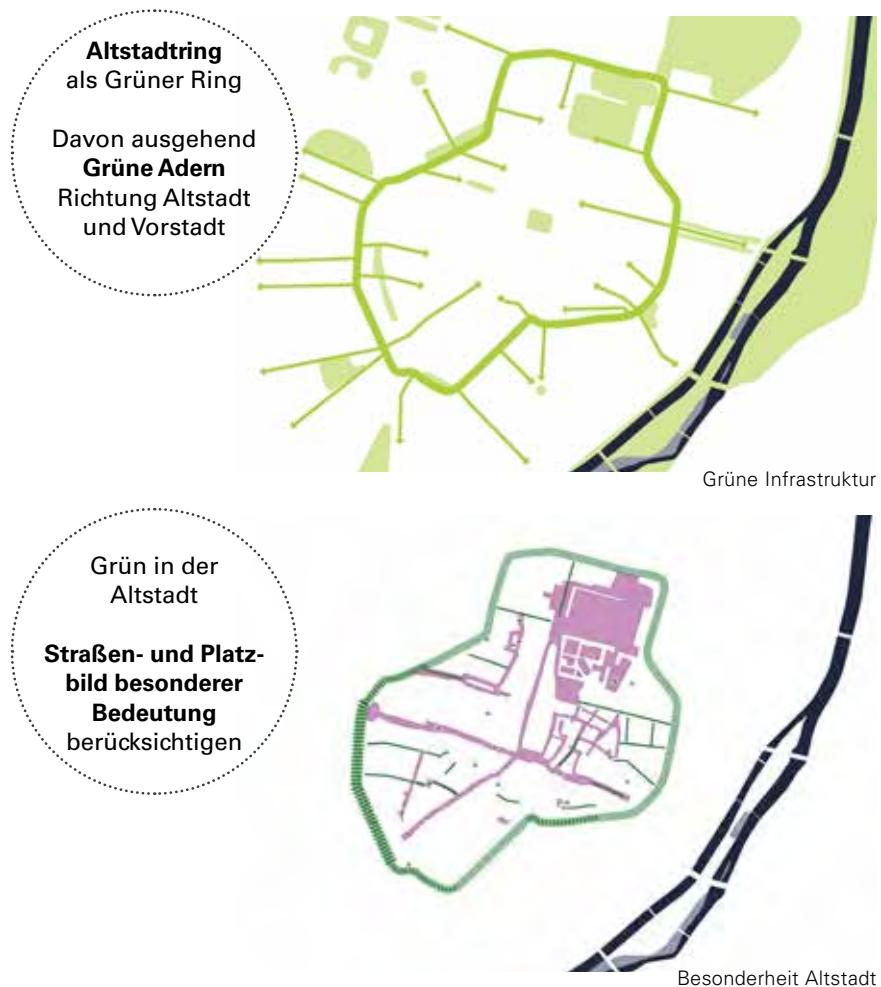 Altstadtring
als Grüner Ring
Davon ausgehend
Grüne Adern
Richtung Altstadt
und Vorstadt
Grüne Infrastruktur
Grün in der
Altstadt
Straßen- und Platz-
bild besonderer
Bedeutung
berücksichtigen
Besonderheit Altstadt